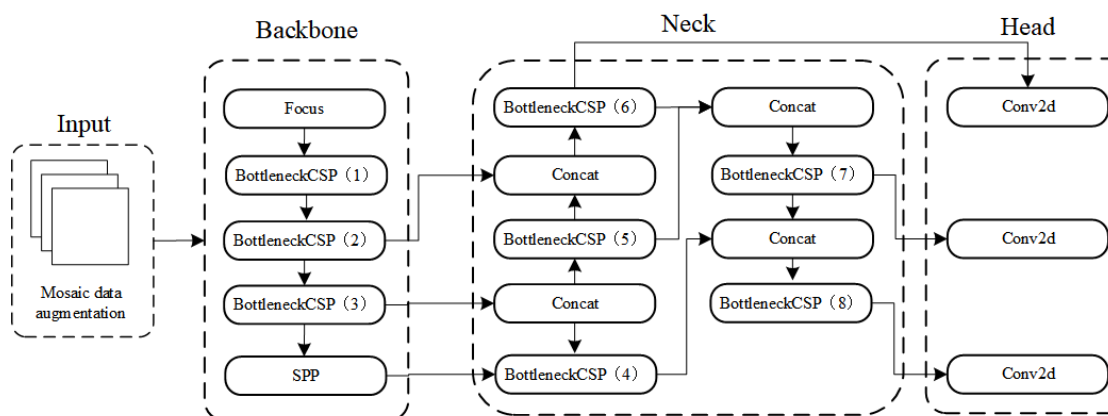 Input
Mosaic data
augmentation
Backbone
Focus
BottleneckCSP（1）
BottleneckCSP（2）
BottleneckCSP（3）
SPP
Neck
BottleneckCSP（6）
Concat
BottleneckCSP（5）
Concat
BottleneckCSP（4）
Concat
BottleneckCSP（7）
Concat
BottleneckCSP（8）
Head
Conv2d
Conv2d
Conv2d